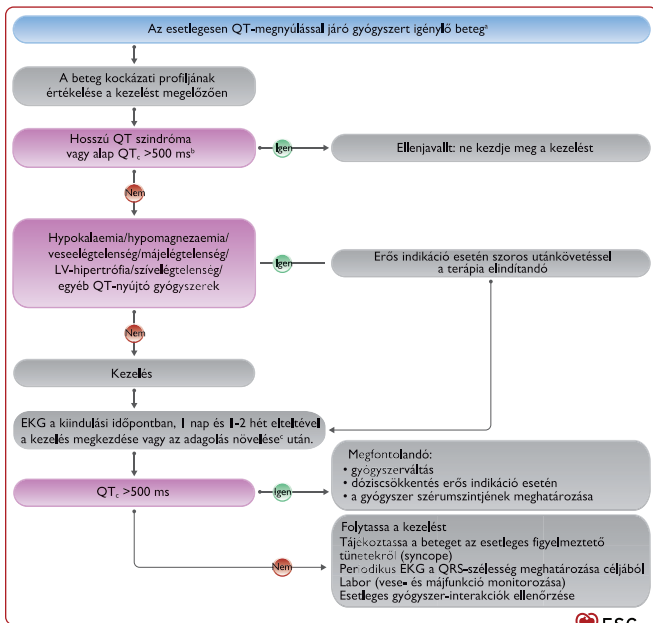 Az esetlegesen QT-megnyúlással járó gyógyszert igénylő betegª
A beteg kockázati profiljának
értékelése a kezelést megelőzően
Hosszú QT szindróma
vagy alap QTc >500 msᵇ
Igen
Ellenjavallt: ne kezdje meg a kezelést
Nem
Hypokalaemia/hypomagnezaemia/
veseelégtelenség/májelégtelenség/
LV-hipertrófia/szívelégtelenség/
egyéb QT-nyújtó gyógyszerek
Igen
Erős indikáció esetén szoros utánkövetéssel
a terápia elindítandó
Nem
Kezelés
EKG a kiindulási időpontban, 1 nap és 1-2 hét elteltével
a kezelés megkezdése vagy az adagolás növeléseᶜ után.
QTc >500 ms
Igen
Megfontolandó:
• gyógyszerváltás
• dóziscsökkentés erős indikáció esetén
• a gyógyszer szérumszintjének meghatározása
Nem
Folytassa a kezelést
Tájékoztassa a beteget az esetleges figyelmeztető
tünetekről (syncope)
Periodikus EKG a QRS-szélesség meghatározása céljából
Labor (vese- és májfunkció monitorozása)
Esetleges gyógyszer-interakciók ellenőrzése
ESC